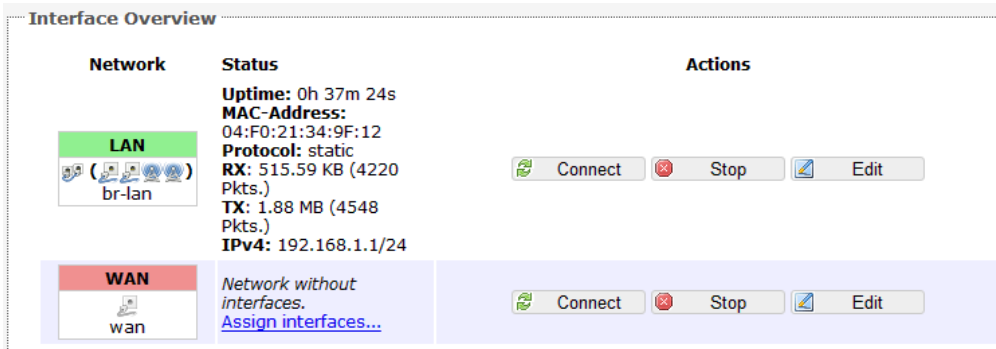 Interface Overview
Network Status Actions
Uptime: 0h 37m 24s
MAC-Address:
04:F0:21:34:9F:12
LAN
Protocol: static
( )
RX: 515.59 KB (4220
Connect Stop Edit
br-lan
Pkts.)
TX: 1.88 MB (4548
Pkts.)
IPv4: 192.168.1.1/24
WAN
Network without
interfaces.
Connect Stop Edit
wan
Assign interfaces...